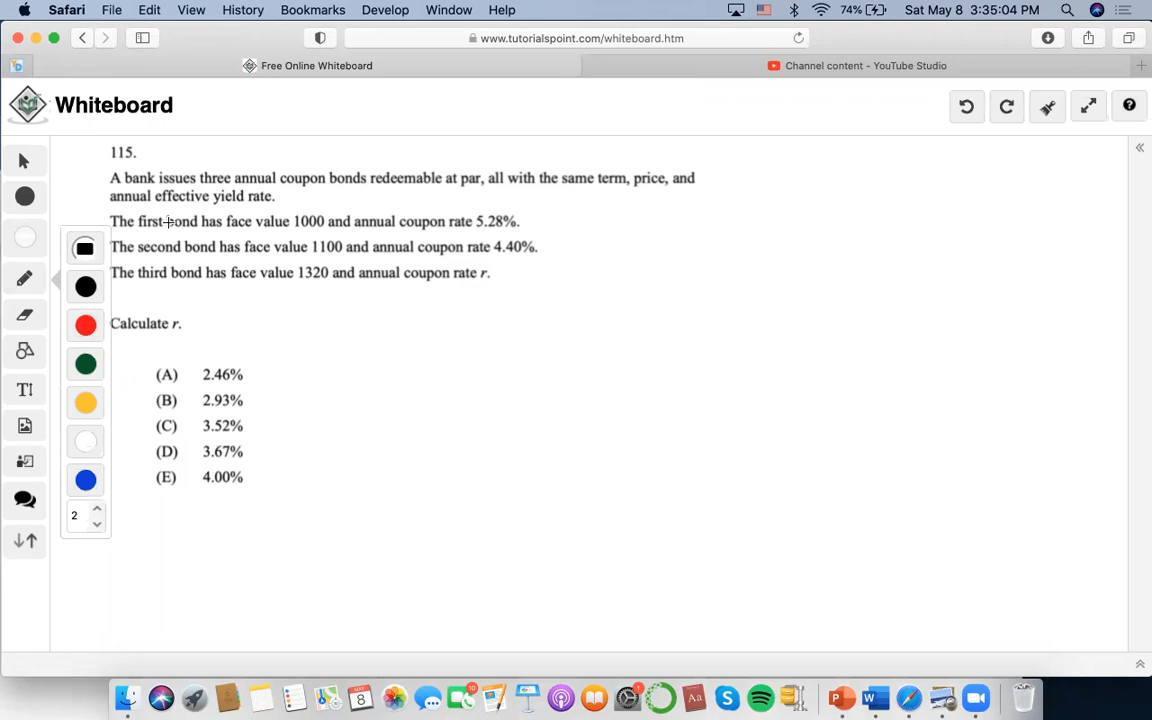 Safari File Edit View History Bookmarks Develop Window Help 74% Sat May 8 3:35:04 PM
www.tutorialspoint.com/whiteboard.htm
Free Online Whiteboard Channel content - YouTube Studio
Whiteboard
115.
A bank issues three annual coupon bonds redeemable at par, all with the same term, price, and
annual effective yield rate.
The first bond has face value 1000 and annual coupon rate 5.28%.
The second bond has face value 1100 and annual coupon rate 4.40%.
The third bond has face value 1320 and annual coupon rate r.
Calculate r.
(A) 2.46%
(B) 2.93%
(C) 3.52%
(D) 3.67%
(E) 4.00%
2